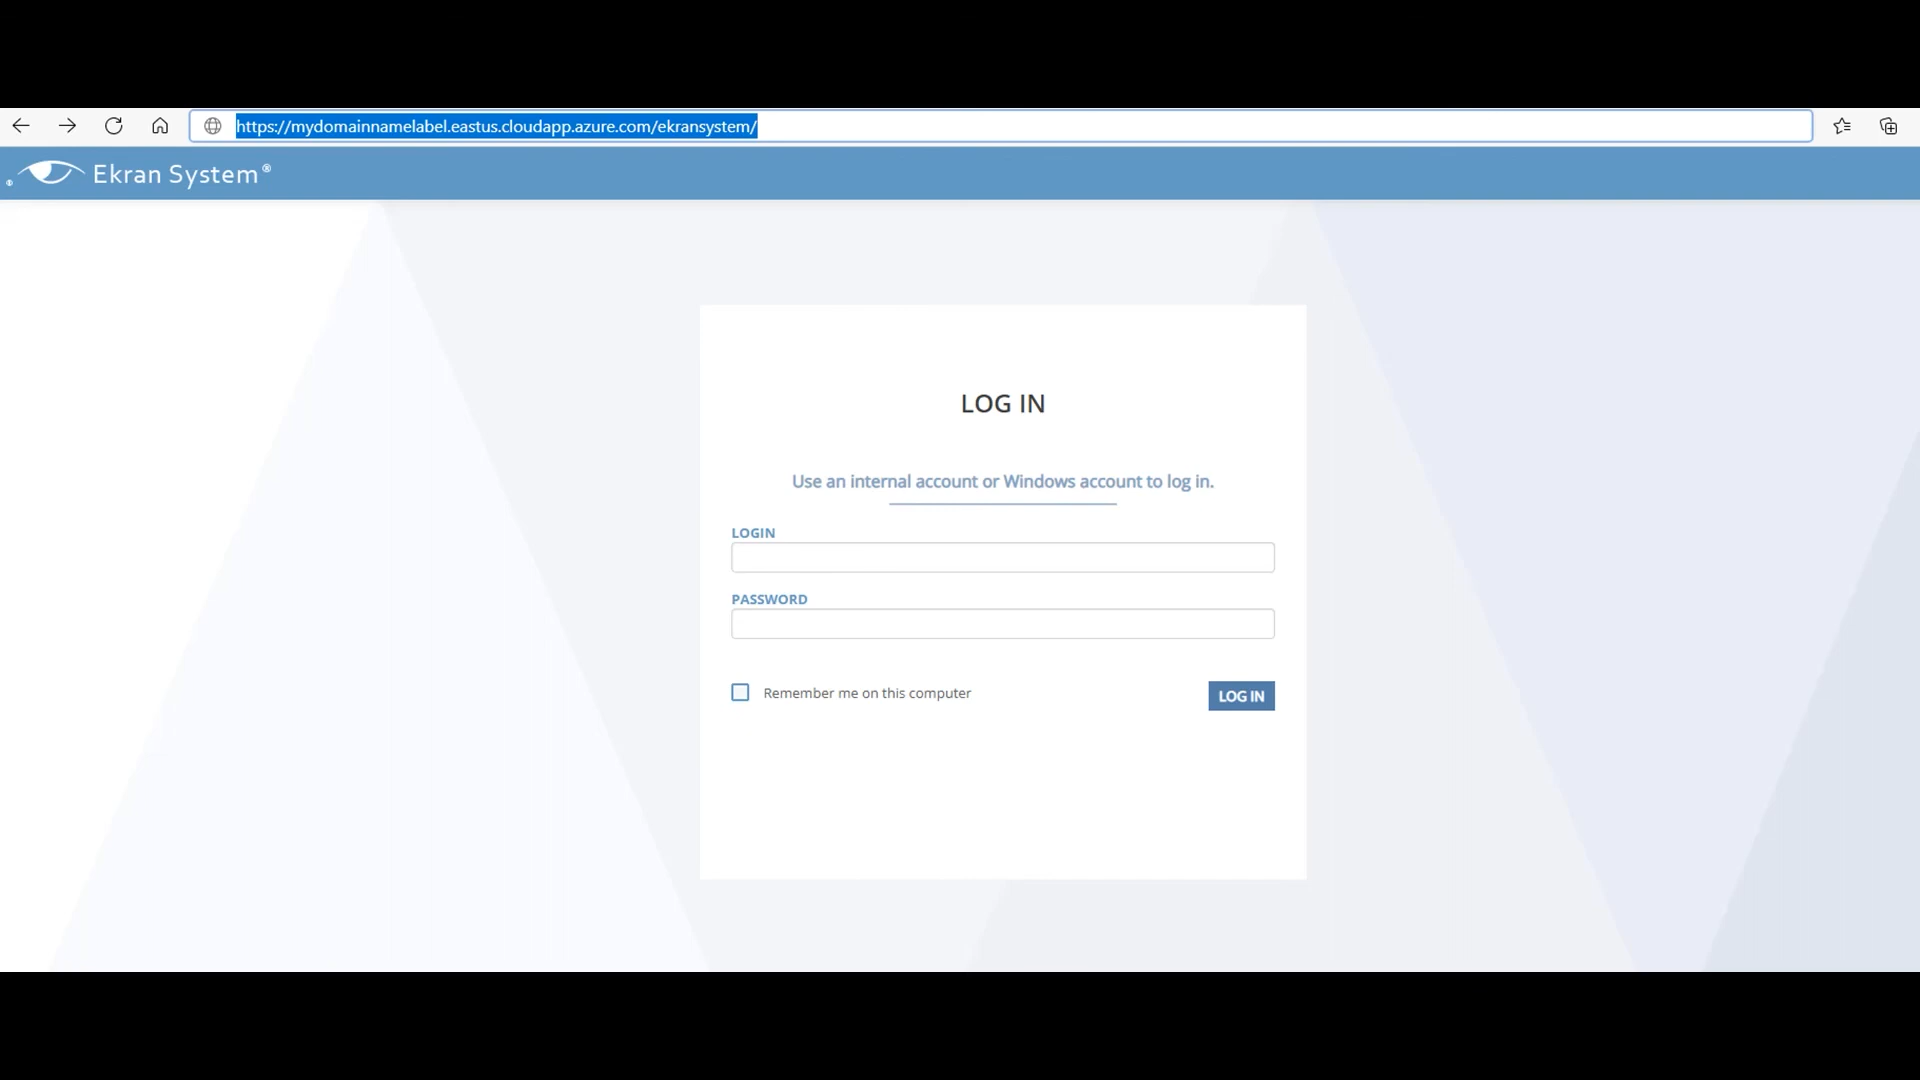 https://mydomainnamelabel.eastus.cloudapp.azure.com/ekransystem/
® Ekran System®
LOG IN
Use an internal account or Windows account to log in.
LOGIN
PASSWORD
Remember me on this computer
LOG IN